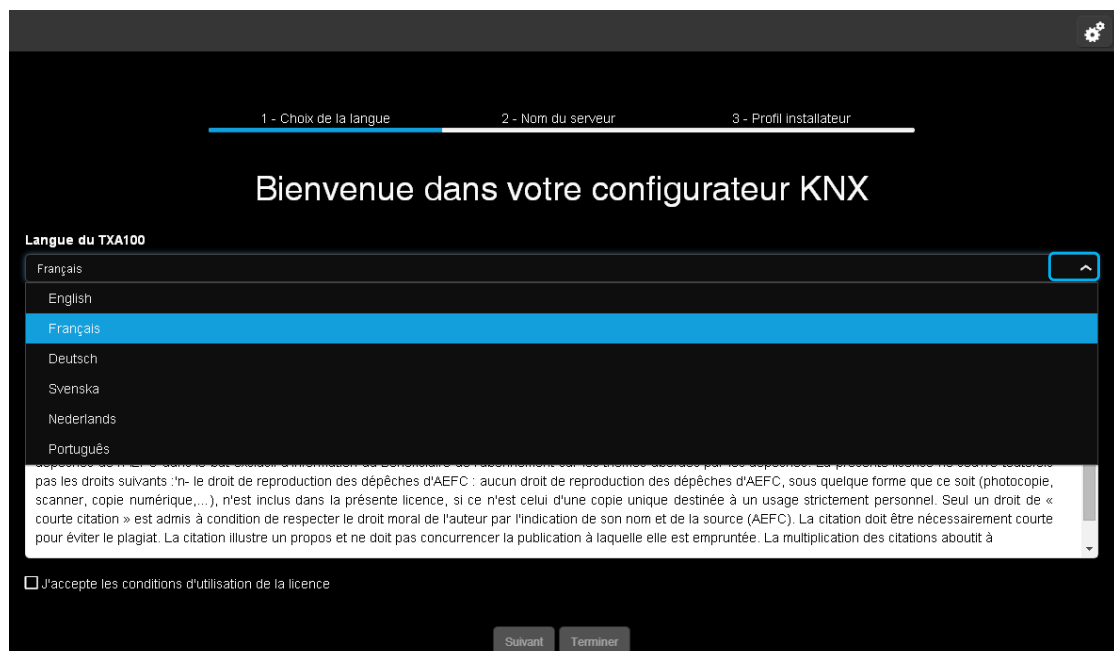 1 - Choix de la langue 2 - Nom du serveur 3 - Profil installateur
Bienvenue dans votre configurateur KNX
Langue du TXA100
Français
English
Français
Deutsch
Svenska
Nederlands
Português
pas les droits suivants :'n- le droit de reproduction des dépêches d'AEFC : aucun droit de reproduction des dépêches d'AEFC, sous quelque forme que ce soit (photocopie,
scanner, copie numérique,...), n'est inclus dans la présente licence, si ce n'est celui d'une copie unique destinée à un usage strictement personnel. Seul un droit de «
courte citation » est admis à condition de respecter le droit moral de l'auteur par l'indication de son nom et de la source (AEFC). La citation doit être nécessairement courte
pour éviter le plagiat. La citation illustre un propos et ne doit pas concurrencer la publication à laquelle elle est empruntée. La multiplication des citations aboutit à
J'accepte les conditions d'utilisation de la licence
Suivant Terminer